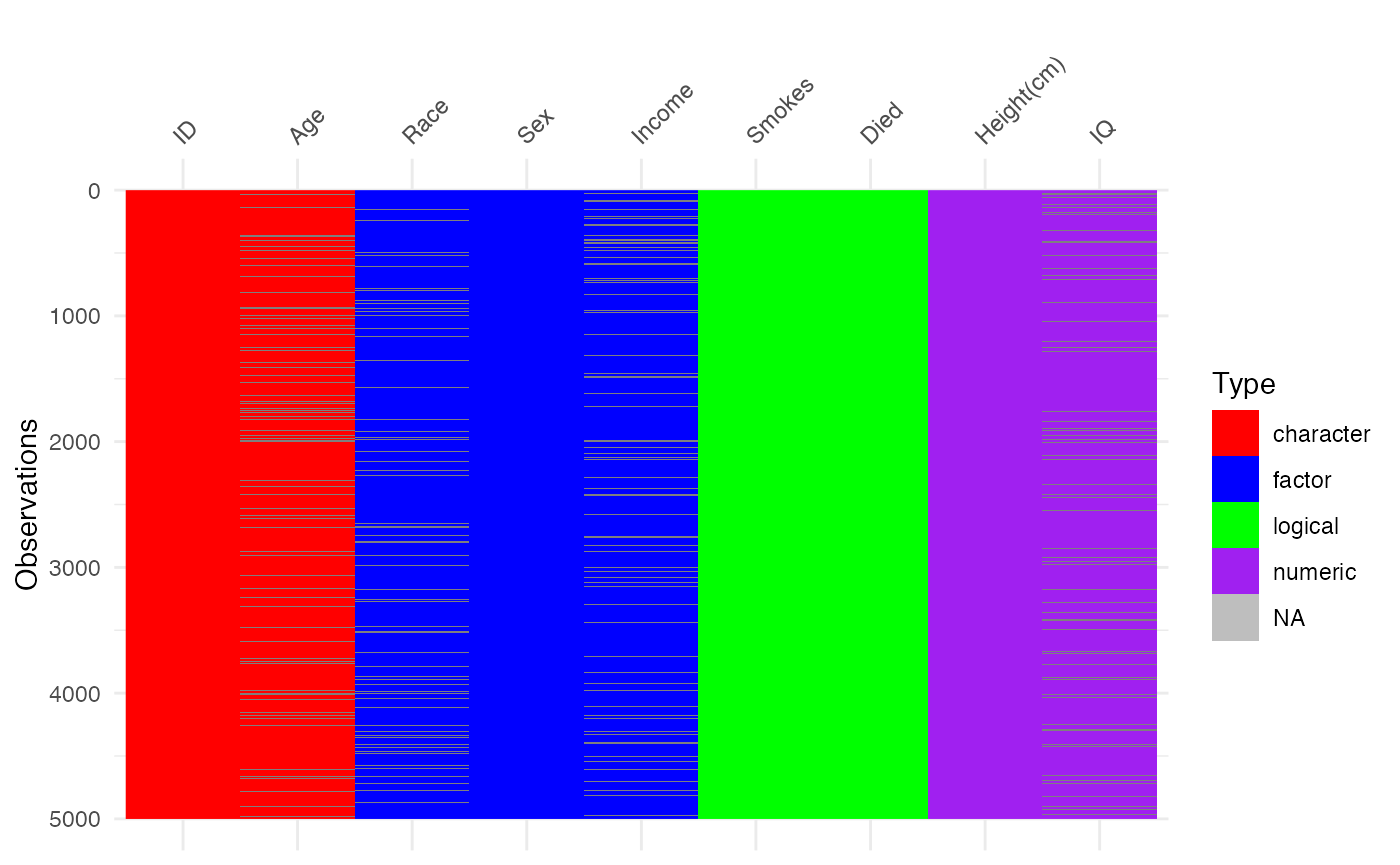 ID
Age
Race
Sex
Income
Smokes
Died
Height(cm)
IQ
0
1000
2000
3000
4000
5000
Observations
Type
character
factor
logical
numeric
NA